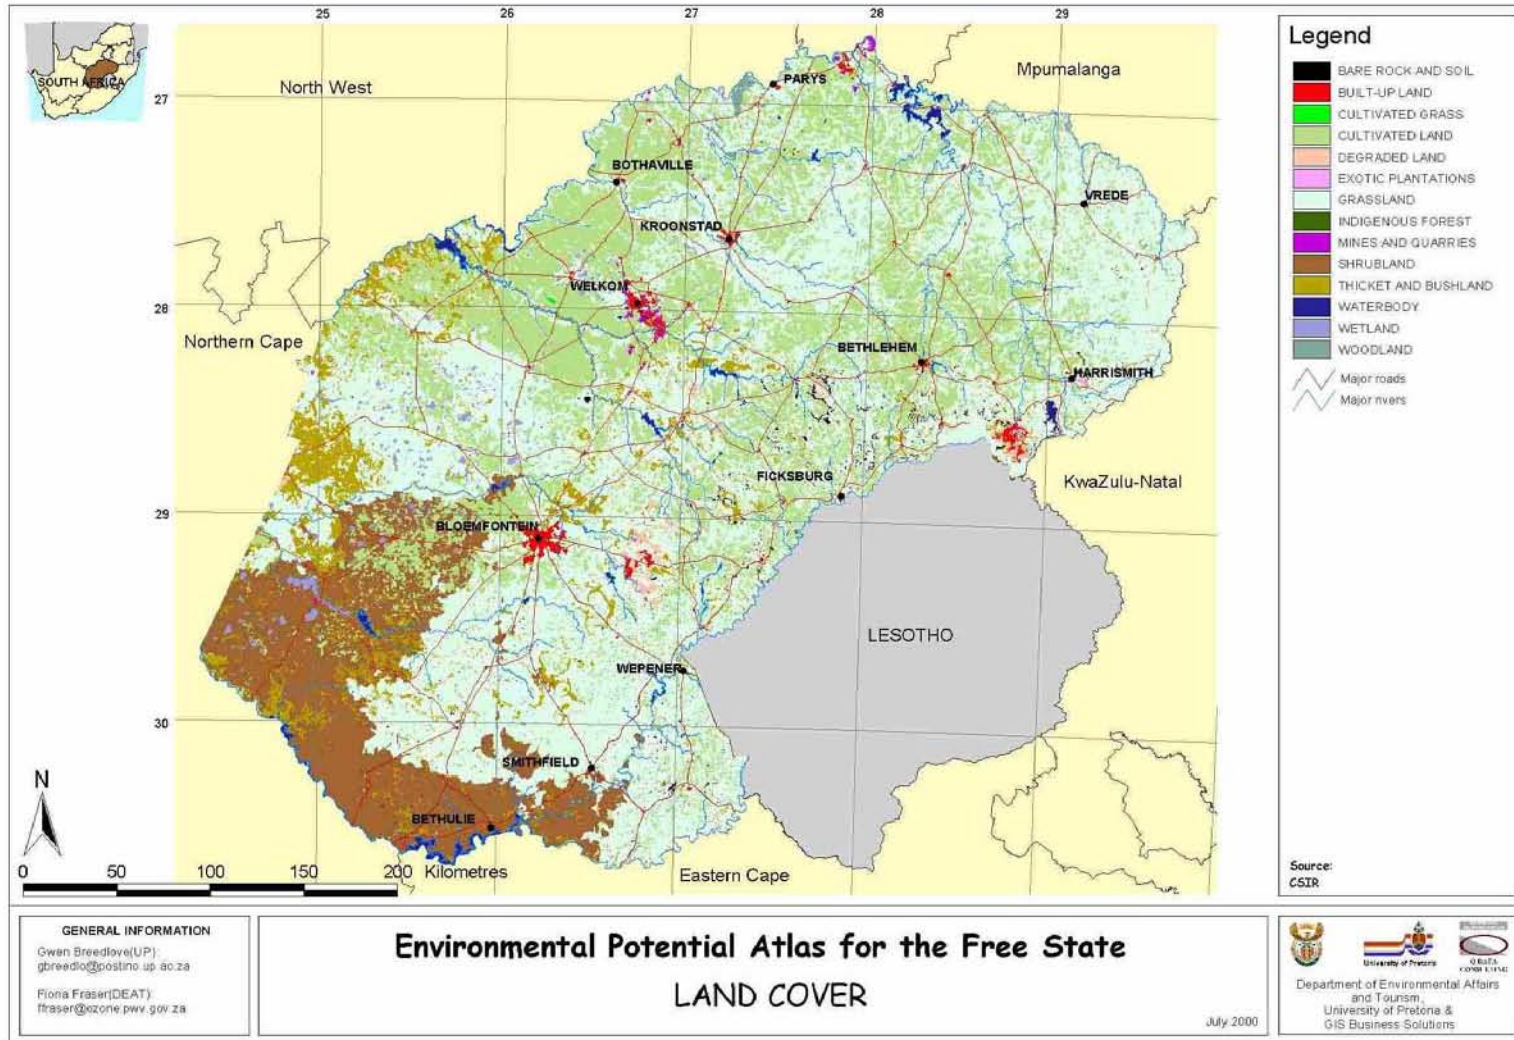 25
26
27
28
29
SOUTH AFRICA
North West
Mpumalanga
27
PARYS
BOTHAVILLE
VREDE
KROONSTAD
WELKOM
28
Northern Cape
BETHLEHEM
HARRISMITH
FICKSBURG
KwaZulu-Natal
29
BLOEMFONTEIN
LESOTHO
WEPENER
30
SMITHFIELD
BETHULIE
N
0 50 100 150 200 Kilometres
Eastern Cape
Legend
BARE ROCK AND SOIL
BUILT-UP LAND
CULTIVATED GRASS
CULTIVATED LAND
DEGRADED LAND
EXOTIC PLANTATIONS
GRASSLAND
INDIGENOUS FOREST
MINES AND QUARRIES
SHRUBLAND
THICKET AND BUSHLAND
WATERBODY
WETLAND
WOODLAND
Major roads
Major rivers
Source:
CSIR
GENERAL INFORMATION
Gwen Breedlove(UP):
gbreedlo@postino.up.ac.za
Fiona Fraser(DEAT):
ffraser@ozone.pwv.gov.za
Environmental Potential Atlas for the Free State
LAND COVER
July 2000
University of Pretoria
Department of Environmental Affairs
and Tourism,
University of Pretoria &
GIS Business Solutions